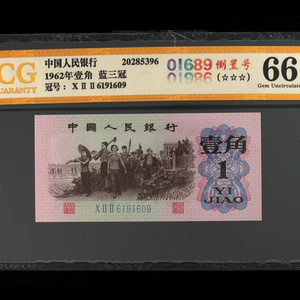 CG
GUARANTY
中国人民银行 20285396
1962年壹角 蓝三冠
冠号： X II II 6191609
01689 倒置号
01986 (☆☆☆)
66
Gem Uncirculated
中国人民银行
壹角
1
YI
JIAO
X II II 6191609